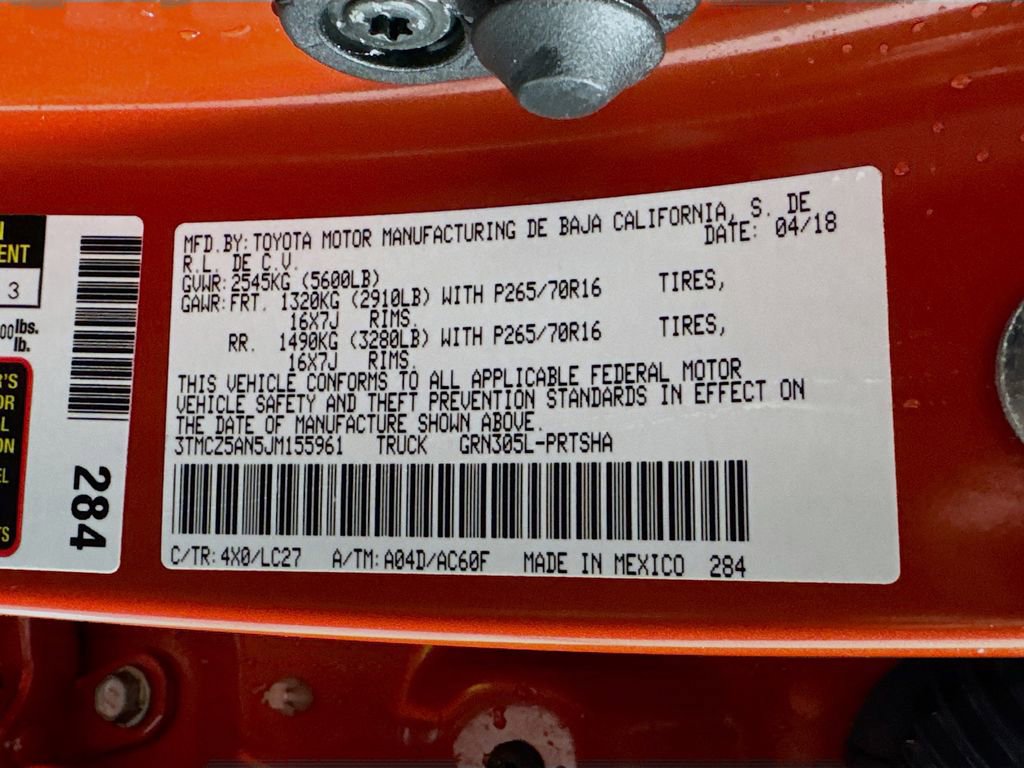 MFD.BY: TOYOTA MOTOR MANUFACTURING DE BAJA CALIFORNIA, S. DE
R.L. DE C.V. DATE: 04/18
GVWR: 2545KG (5600LB)
GAWR: FRT. 1320KG (2910LB) WITH P265/70R16 TIRES,
16X7J RIMS.
RR. 1490KG (3280LB) WITH P265/70R16 TIRES,
16X7J RIMS.
THIS VEHICLE CONFORMS TO ALL APPLICABLE FEDERAL MOTOR
VEHICLE SAFETY AND THEFT PREVENTION STANDARDS IN EFFECT ON
THE DATE OF MANUFACTURE SHOWN ABOVE.
3TMCZ5AN5JM155961 TRUCK GRN305L-PRTSHA
C/TR: 4X0/LC27 A/TM: A04D/AC60F MADE IN MEXICO 284
3
lbs.
lb.
284